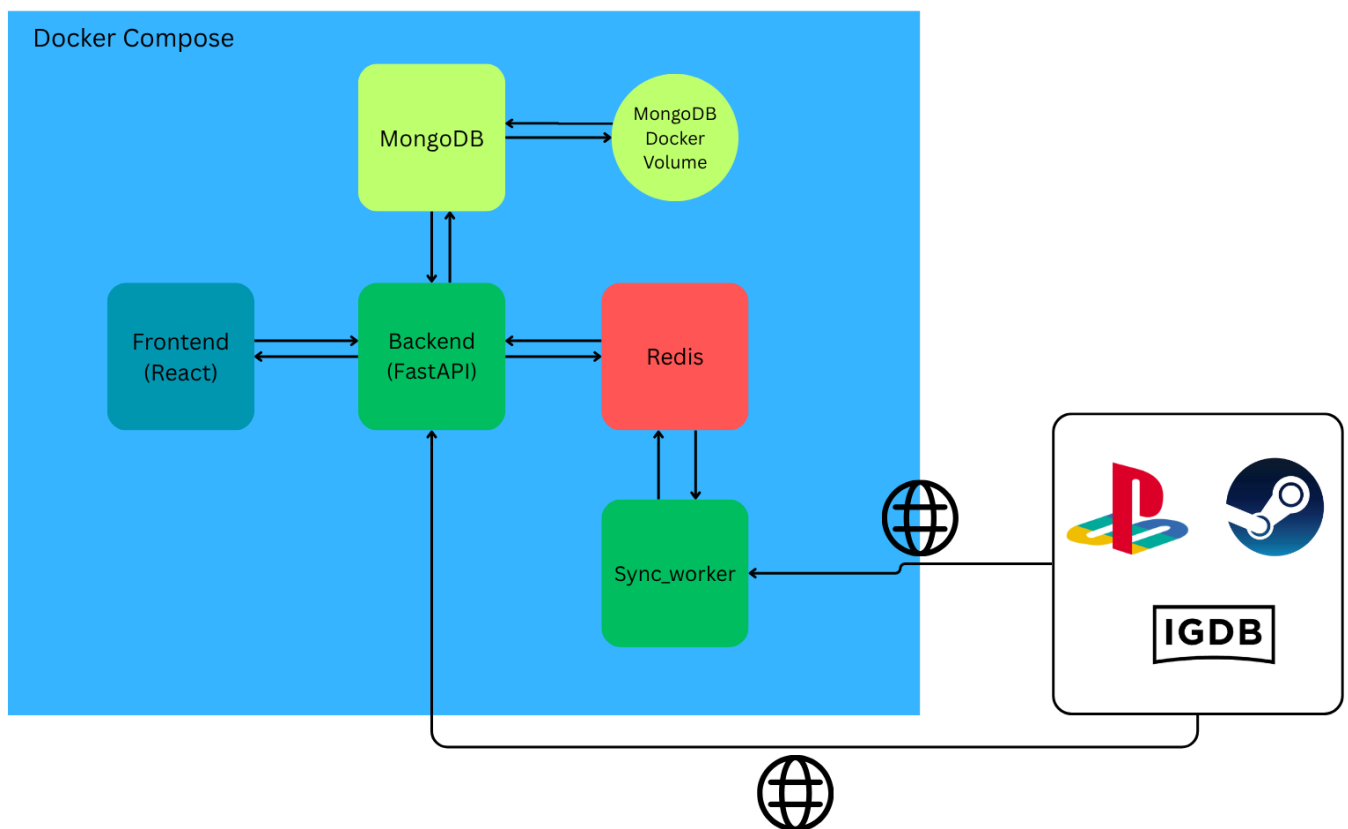 Docker Compose
MongoDB
MongoDB
Docker
Volume
Frontend
(React)
Backend
(FastAPI)
Redis
Sync_worker
IGDB